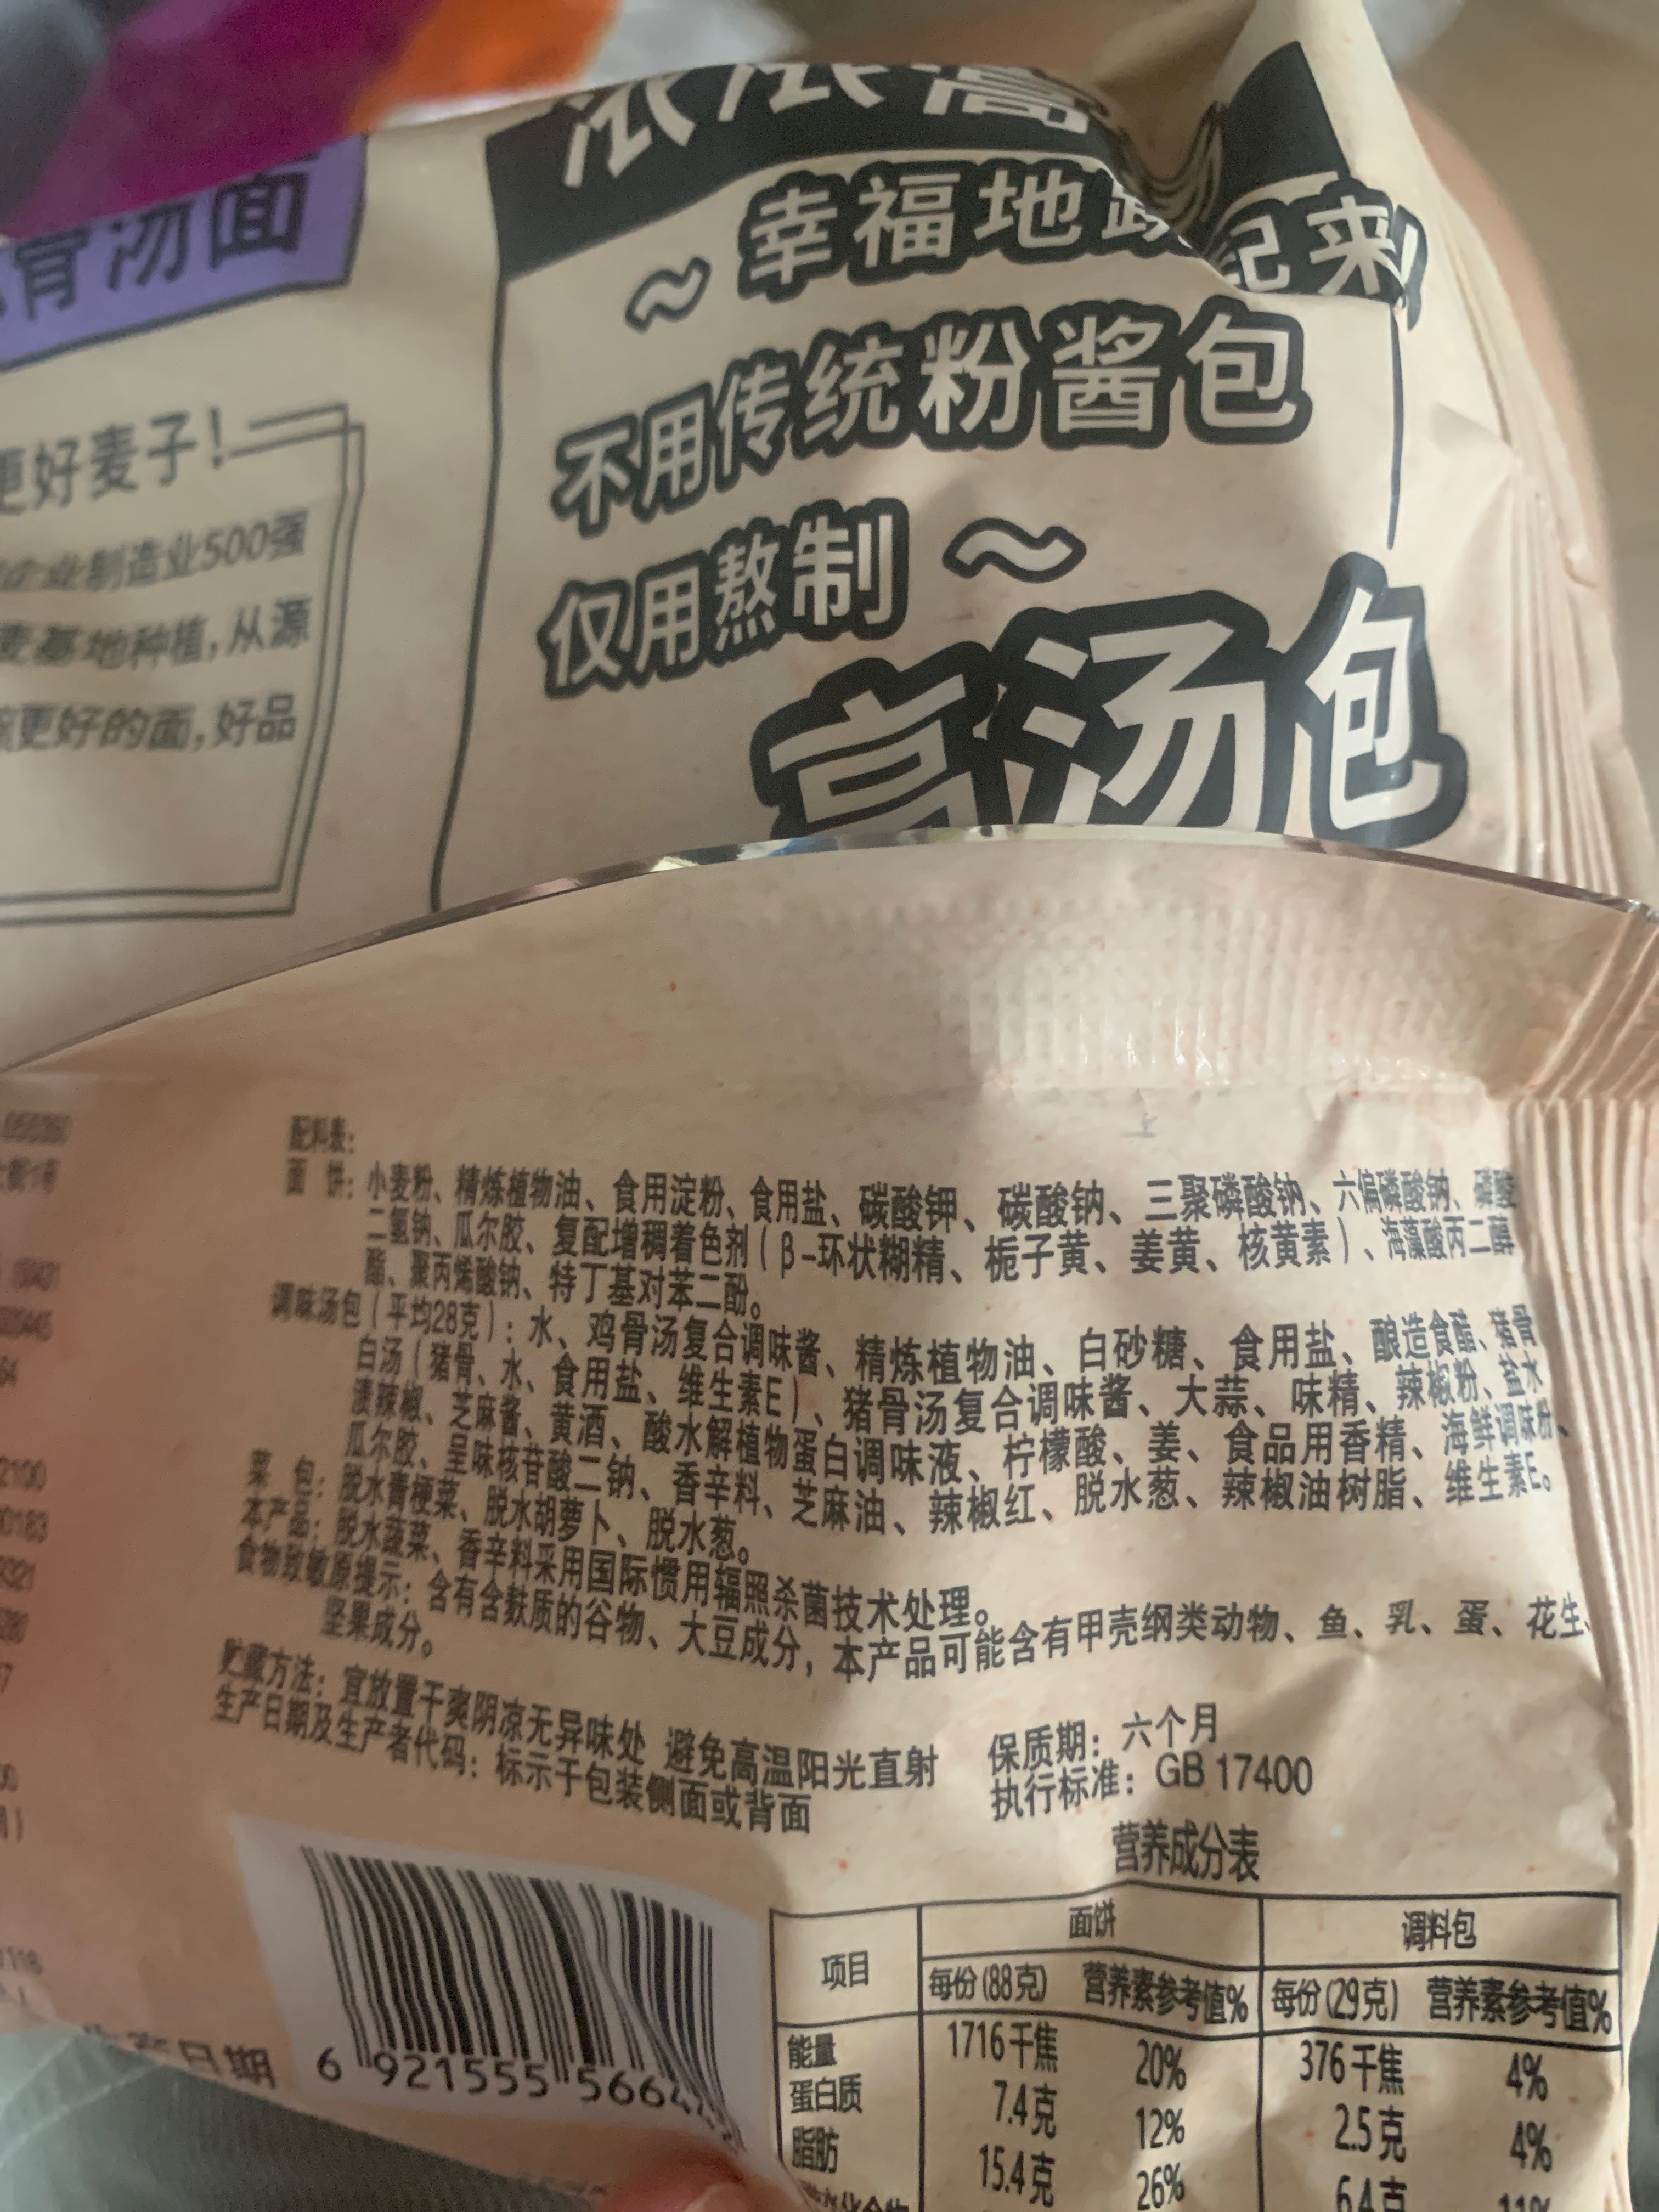 浓浓
~幸福地 起来!
骨汤面
不用传统粉酱包
更好麦子!
仅用熬制~
企业制造业500强
麦基地种植,从源
更好的面,好品
高汤包
配料表:
面 饼: 小麦粉、精炼植物油、食用淀粉、食用盐、碳酸钾、碳酸钠、三聚磷酸钠、六偏磷酸钠、磷酸
二氢钠、瓜尔胶、复配增稠着色剂(β-环状糊精、栀子黄、姜黄、核黄素)、海藻酸丙二醇
酯、聚丙烯酸钠、特丁基对苯二酚。
调味汤包(平均28克): 水、鸡骨汤复合调味酱、精炼植物油、白砂糖、食用盐、酿造食醋、猪骨
白汤(猪骨、水、食用盐、维生素E)、猪骨汤复合调味酱、大蒜、味精、辣椒粉、盐水
渍辣椒、芝麻酱、黄酒、酸水解植物蛋白调味液、柠檬酸、姜、食品用香精、海鲜调味粉、
瓜尔胶、呈味核苷酸二钠、香辛料、芝麻油、辣椒红、脱水葱、辣椒油树脂、维生素E。
菜 包: 脱水青梗菜、脱水胡萝卜、脱水葱。
本产品: 脱水蔬菜、香辛料采用国际惯用辐照杀菌技术处理。
食物致敏原提示: 含有含麸质的谷物、大豆成分, 本产品可能含有甲壳纲类动物、鱼、乳、蛋、花生、
坚果成分。
贮藏方法: 宜放置干爽阴凉无异味处 避免高温阳光直射
保质期: 六个月
生产日期及生产者代码: 标示于包装侧面或背面
执行标准: GB 17400
营养成分表
项目 面饼 调料包
每份(88克) 营养素参考值% 每份(29克) 营养素参考值%
能量 1716千焦 20% 376千焦 4%
蛋白质 7.4克 12% 2.5克 4%
脂肪 15.4克 26% 6.4克 11%
生产日期
6 921555 566